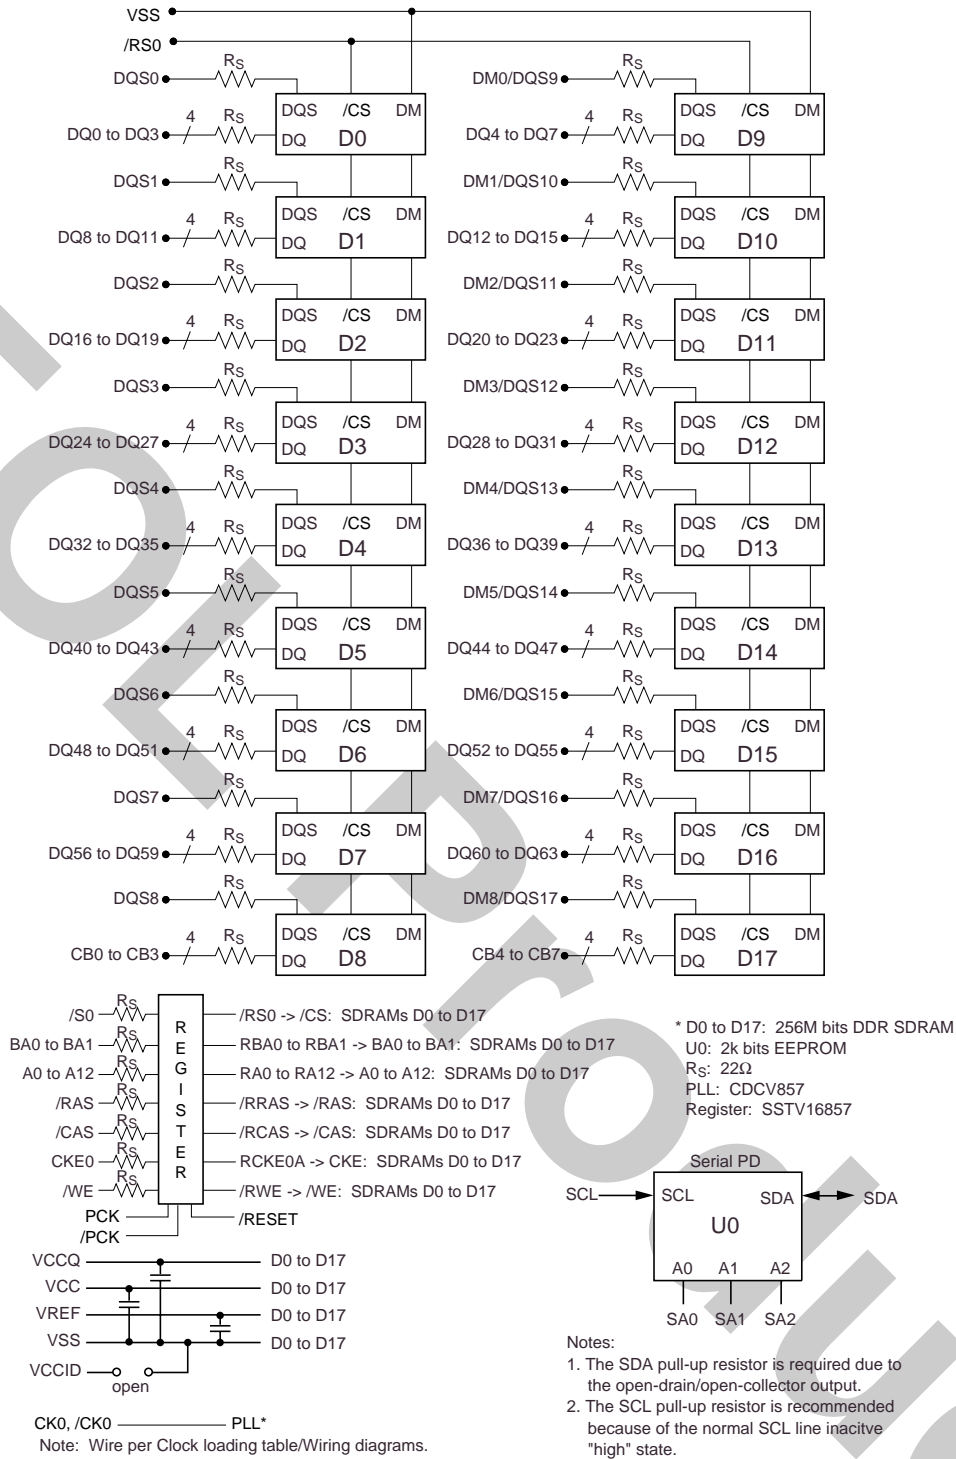 VSS
/RS0
DQS0 RS DM0/DQS9 RS
DQS /CS DM DQS /CS DM
DQ0 to DQ3 4 RS DQ D0 DQ4 to DQ7 4 RS DQ D9
DQS1 RS DM1/DQS10 RS
DQS /CS DM DQS /CS DM
DQ8 to DQ11 4 RS DQ D1 DQ12 to DQ15 4 RS DQ D10
DQS2 RS DM2/DQS11 RS
DQS /CS DM DQS /CS DM
DQ16 to DQ19 4 RS DQ D2 DQ20 to DQ23 4 RS DQ D11
DQS3 RS DM3/DQS12 RS
DQS /CS DM DQS /CS DM
DQ24 to DQ27 4 RS DQ D3 DQ28 to DQ31 4 RS DQ D12
DQS4 RS DM4/DQS13 RS
DQS /CS DM DQS /CS DM
DQ32 to DQ35 4 RS DQ D4 DQ36 to DQ39 4 RS DQ D13
DQS5 RS DM5/DQS14 RS
DQS /CS DM DQS /CS DM
DQ40 to DQ43 4 RS DQ D5 DQ44 to DQ47 4 RS DQ D14
DQS6 RS DM6/DQS15 RS
DQS /CS DM DQS /CS DM
DQ48 to DQ51 4 RS DQ D6 DQ52 to DQ55 4 RS DQ D15
DQS7 RS DM7/DQS16 RS
DQS /CS DM DQS /CS DM
DQ56 to DQ59 4 RS DQ D7 DQ60 to DQ63 4 RS DQ D16
DQS8 RS DM8/DQS17 RS
DQS /CS DM DQS /CS DM
CB0 to CB3 4 RS DQ D8 CB4 to CB7 4 RS DQ D17
REGISTER
/S0 RS /RS0 -> /CS: SDRAMs D0 to D17
BA0 to BA1 RS RBA0 to RBA1 -> BA0 to BA1: SDRAMs D0 to D17
A0 to A12 RS RA0 to RA12 -> A0 to A12: SDRAMs D0 to D17
/RAS RS /RRAS -> /RAS: SDRAMs D0 to D17
/CAS RS /RCAS -> /CAS: SDRAMs D0 to D17
CKE0 RS RCKE0A -> CKE: SDRAMs D0 to D17
/WE RS /RWE -> /WE: SDRAMs D0 to D17
PCK /RESET
/PCK
VCCQ D0 to D17
VCC D0 to D17
VREF D0 to D17
VSS D0 to D17
VCCID open
CK0, /CK0 PLL*
Note: Wire per Clock loading table/Wiring diagrams.
* D0 to D17: 256M bits DDR SDRAM
U0: 2k bits EEPROM
RS: 22Ω
PLL: CDCV857
Register: SSTV16857
Serial PD
SCL SCL SDA SDA
U0
A0 A1 A2
SA0 SA1 SA2
Notes:
1. The SDA pull-up resistor is required due to
the open-drain/open-collector output.
2. The SCL pull-up resistor is recommended
because of the normal SCL line inacitve
"high" state.
EOL Produc